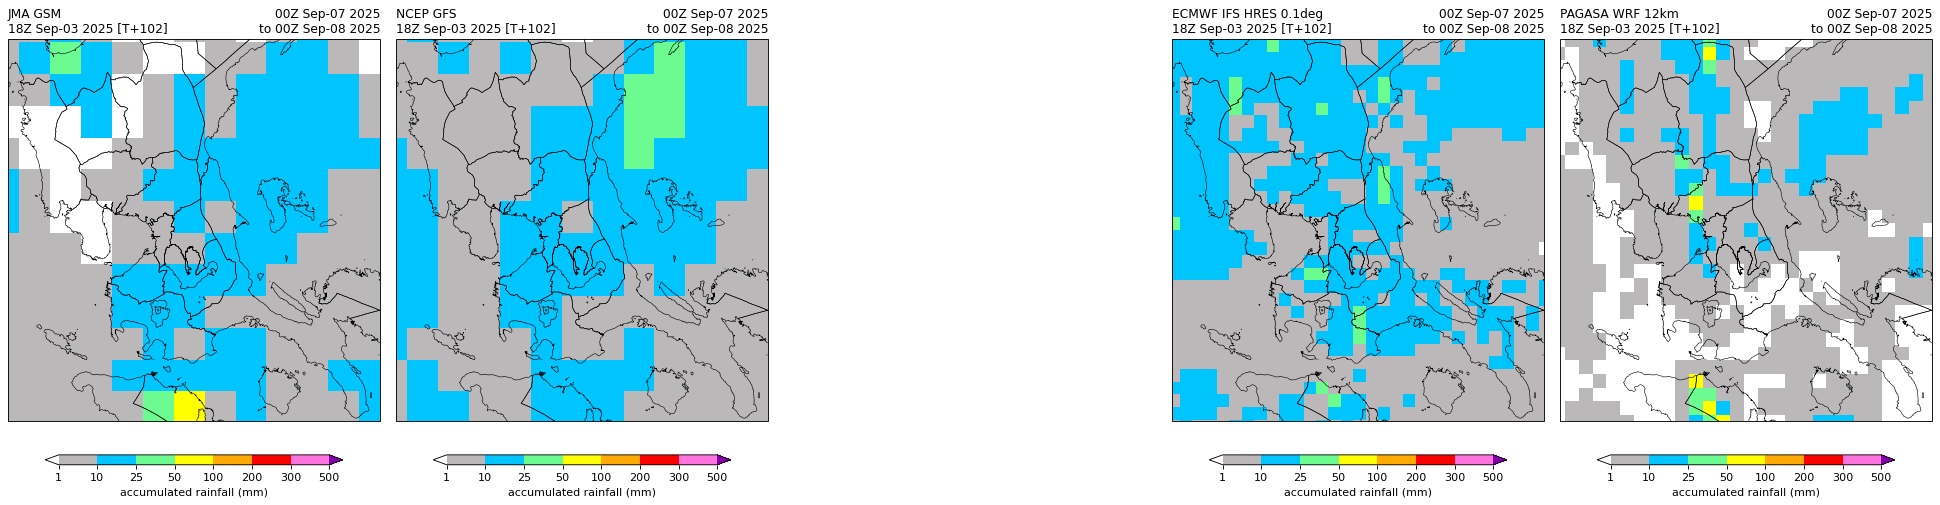 JMA GSM 00Z Sep-07 2025
18Z Sep-03 2025 [T+102] to 00Z Sep-08 2025
NCEP GFS 00Z Sep-07 2025
18Z Sep-03 2025 [T+102] to 00Z Sep-08 2025
ECMWF IFS HRES 0.1deg 00Z Sep-07 2025
18Z Sep-03 2025 [T+102] to 00Z Sep-08 2025
PAGASA WRF 12km 00Z Sep-07 2025
18Z Sep-03 2025 [T+102] to 00Z Sep-08 2025
1 10 25 50 100 200 300 500
accumulated rainfall (mm)
1 10 25 50 100 200 300 500
accumulated rainfall (mm)
1 10 25 50 100 200 300 500
accumulated rainfall (mm)
1 10 25 50 100 200 300 500
accumulated rainfall (mm)